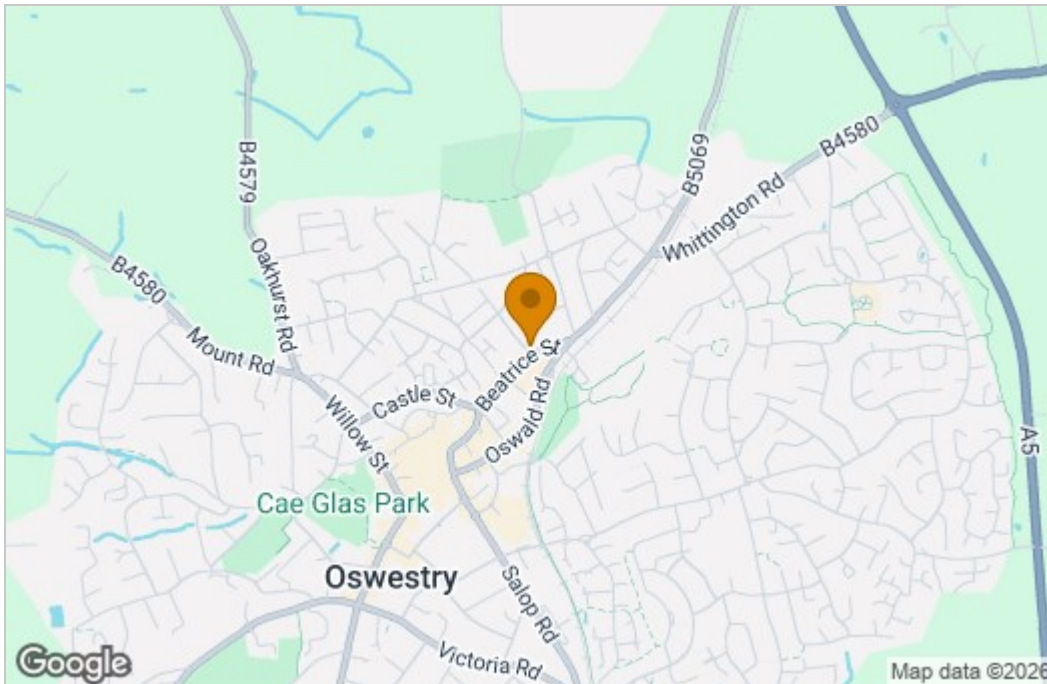 B4579
B5069
B4580
Whittington Rd
B4580
Oakhurst Rd
Mount Rd
Beatrice St
Castle St
Willow St
Oswald Rd
A5
Cae Glas Park
Oswestry
Salop Rd
Victoria Rd
Google
Map data ©2026